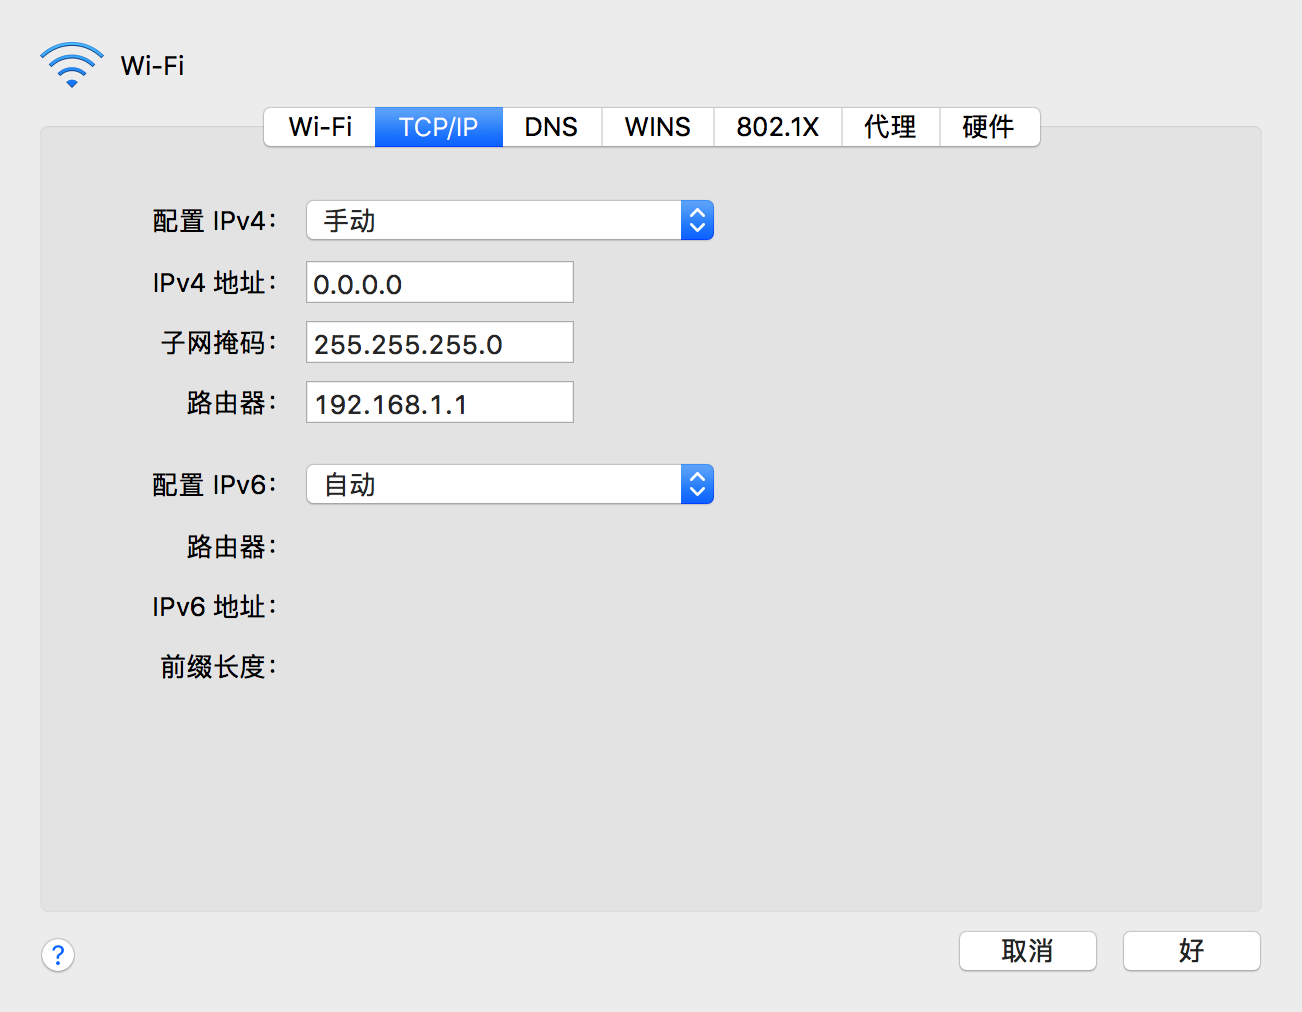 Wi-Fi
Wi-Fi TCP/IP DNS WINS 802.1X 代理 硬件
配置 IPv4： 手动
IPv4 地址： 0.0.0.0
子网掩码： 255.255.255.0
路由器： 192.168.1.1
配置 IPv6： 自动
路由器：
IPv6 地址：
前缀长度：
? 取消 好